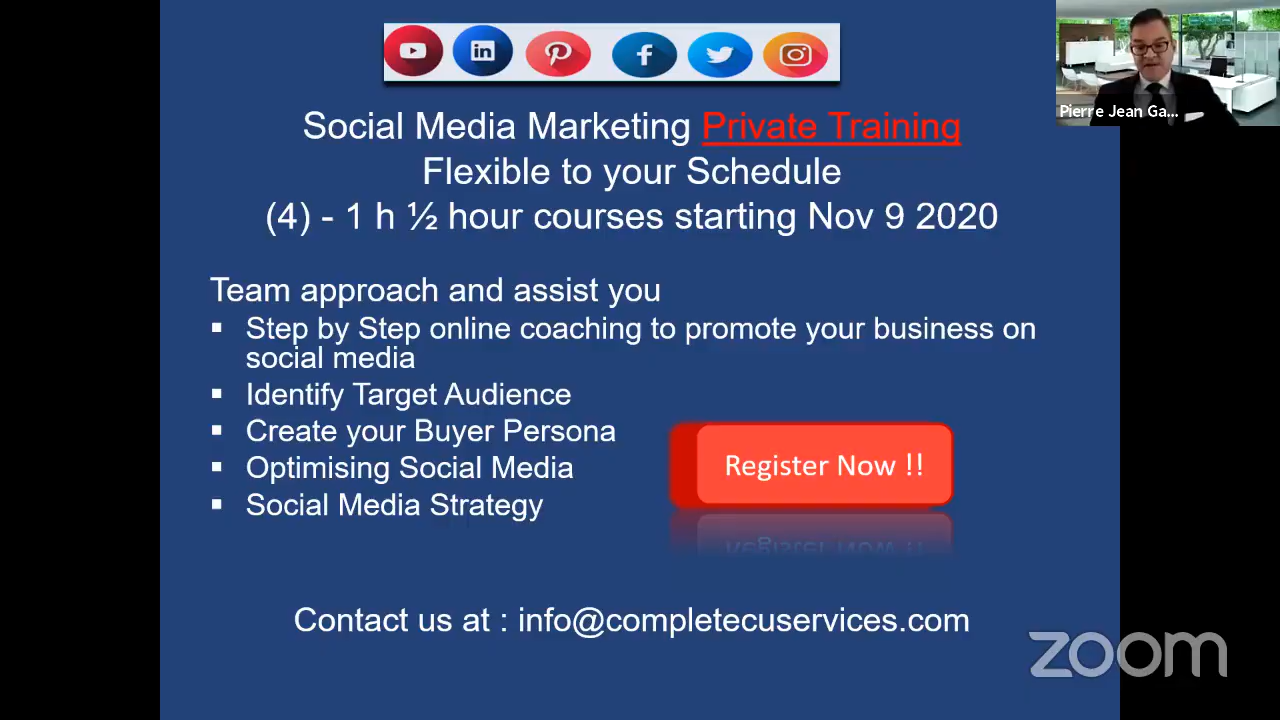 Pierre Jean Ga...
Social Media Marketing Private Training
Flexible to your Schedule
(4) - 1 h ½ hour courses starting Nov 9 2020
Team approach and assist you
▪ Step by Step online coaching to promote your business on
social media
▪ Identify Target Audience
▪ Create your Buyer Persona
▪ Optimising Social Media
▪ Social Media Strategy
Register Now !!
Contact us at : info@completecuservices.com
zoom